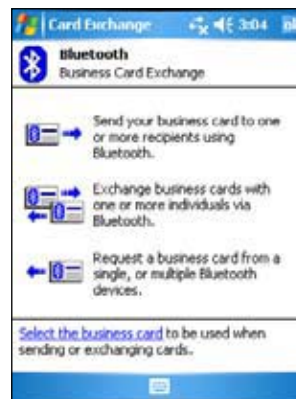 Card Exchange 3:04 ok
Bluetooth
Business Card Exchange
Send your business card to one
or more recipients using
Bluetooth.
Exchange business cards with
one or more individuals via
Bluetooth.
Request a business card from a
single, or multiple Bluetooth
devices.
Select the business card to be used when
sending or exchanging cards.